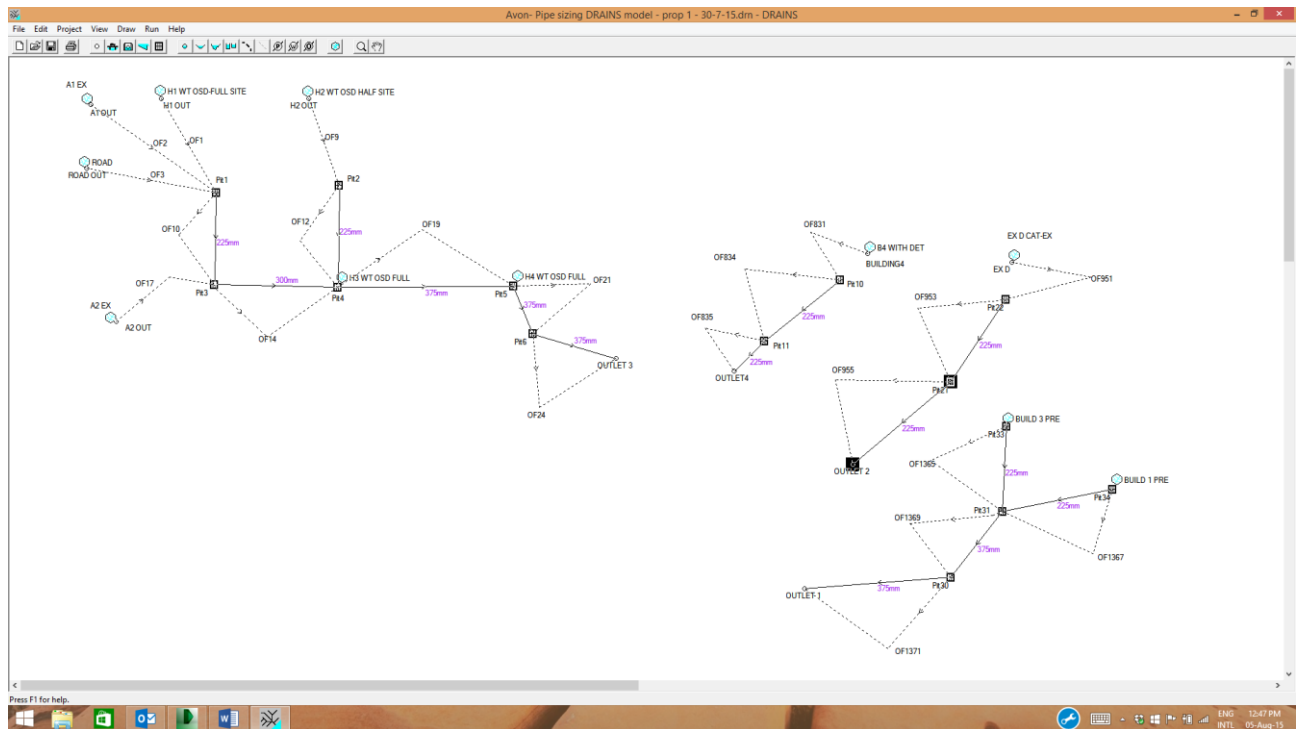 Avon- Pipe sizing DRAINS model - prop 1 - 30-7-15.drn - DRAINS
File Edit Project View Draw Run Help
A1 EX
A1 OUT
H1 WT OSD-FULL SITE
H1 OUT
H2 WT OSD HALF SITE
H2 OUT
OF2
OF1
OF9
ROAD
ROAD OUT
OF3
Pit1
Pit2
OF10
225mm
OF12
225mm
OF19
OF17
Pit3
300mm
H3 WT OSD FULL
Pit4
375mm
H4 WT OSD FULL
Pit5
OF21
A2 EX
A2 OUT
OF14
375mm
Pit6
375mm
OUTLET 3
OF24
OF831
B4 WITH DET
BUILDING4
OF834
Pit10
225mm
OF835
Pit11
225mm
OUTLET4
EX D CAT-EX
EX D
OF951
OF953
Pit22
225mm
OF955
Pit21
225mm
OUTLET 2
BUILD 3 PRE
Pit33
OF1365
225mm
BUILD 1 PRE
Pit34
225mm
Pit31
OF1369
OF1367
375mm
Pit30
375mm
OUTLET- 1
OF1371
Press F1 for help.
ENG
INTL
12:47 PM
05-Aug-15